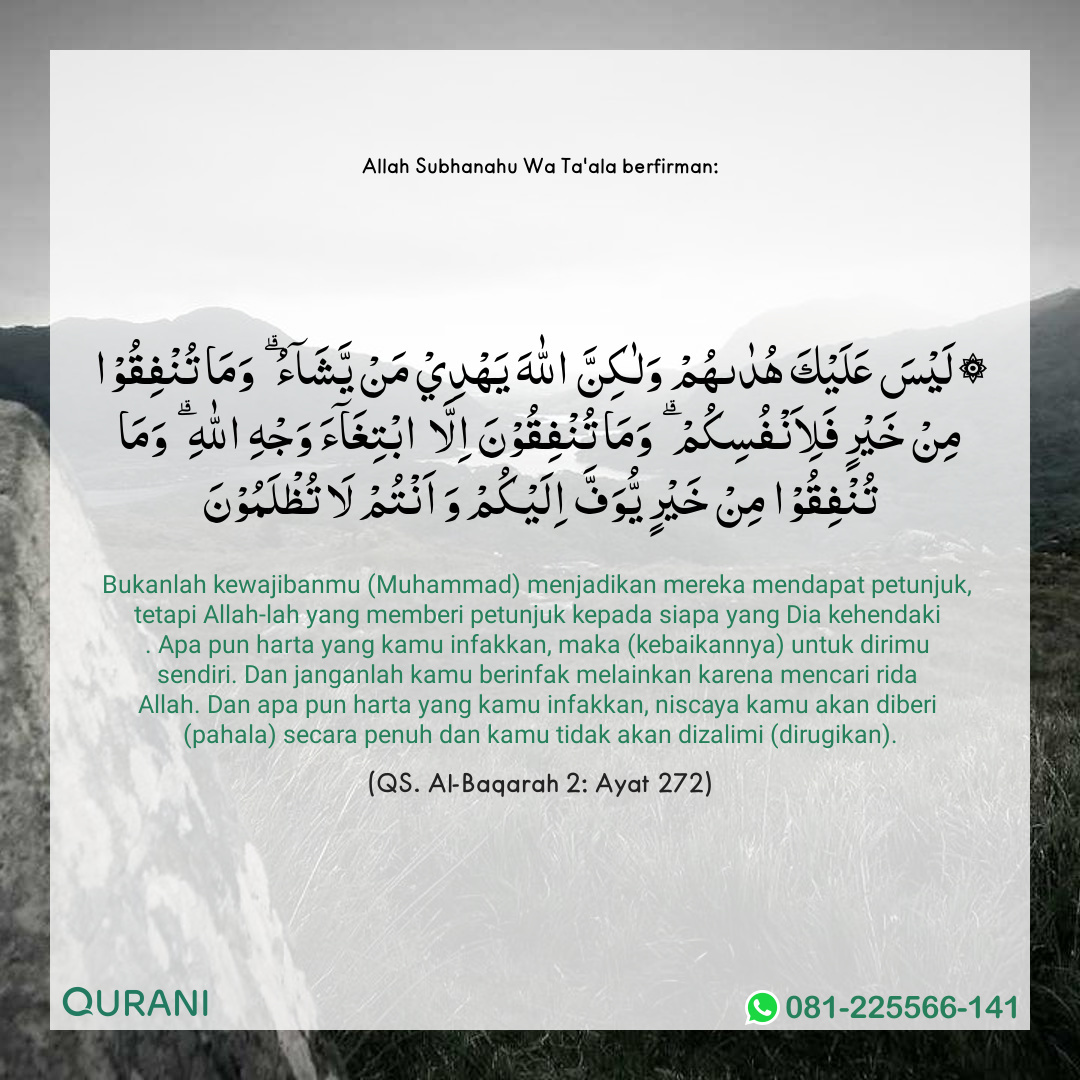 Allah Subhanahu Wa Ta'ala berfirman:
۞ لَيْسَ عَلَيْكَ هُدٰىهُمْ وَلٰـكِنَّ اللّٰهَ يَهْدِيْ مَنْ يَّشَآءُ ۗ وَمَا تُنْفِقُوْا
مِنْ خَيْرٍ فَلِاَنْفُسِكُمْ ۗ وَمَا تُنْفِقُوْنَ اِلَّا ابْتِغَآءَ وَجْهِ اللّٰهِ ۗ وَمَا
تُنْفِقُوْا مِنْ خَيْرٍ يُّوَفَّ اِلَيْكُمْ وَاَنْـتُمْ لَا تُظْلَمُوْنَ
Bukanlah kewajibanmu (Muhammad) menjadikan mereka mendapat petunjuk,
tetapi Allah-lah yang memberi petunjuk kepada siapa yang Dia kehendaki
. Apa pun harta yang kamu infakkan, maka (kebaikannya) untuk dirimu
sendiri. Dan janganlah kamu berinfak melainkan karena mencari rida
Allah. Dan apa pun harta yang kamu infakkan, niscaya kamu akan diberi
(pahala) secara penuh dan kamu tidak akan dizalimi (dirugikan).
(QS. Al-Baqarah 2: Ayat 272)
QURANI
081-225566-141